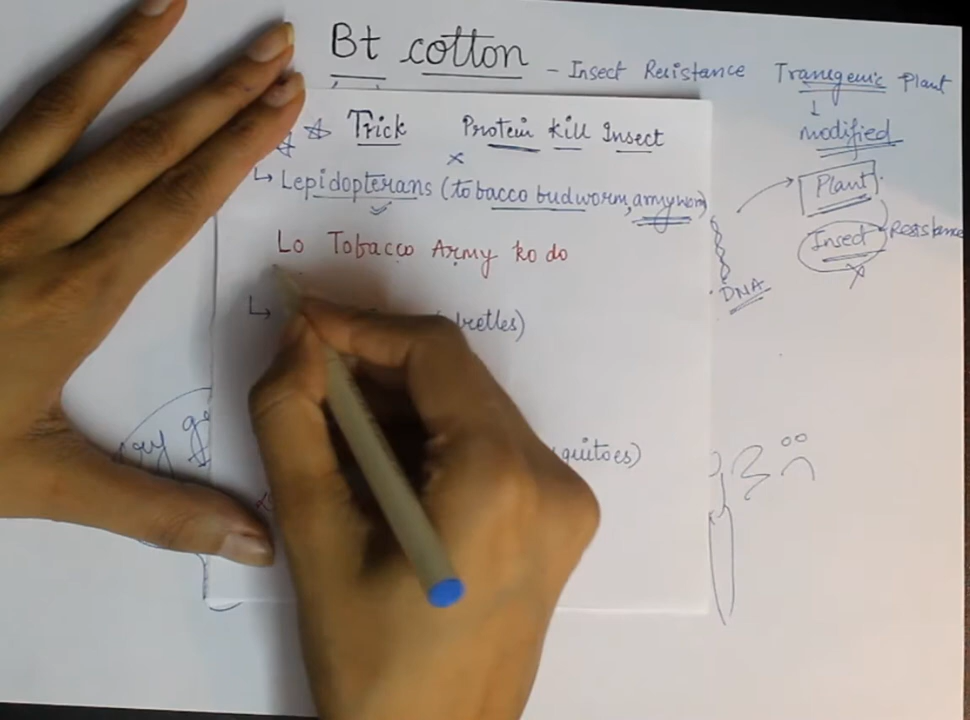 Bt cotton - Insect Resistance Transgenic Plant
↓
modified
Plant
Insect Resistance
DNA
Trick Protein kill Insect
↳ Lepidopterans (tobacco budworm, armyworm)
Lo Tobacco Army ko do
↳ beetles)
quitoes)